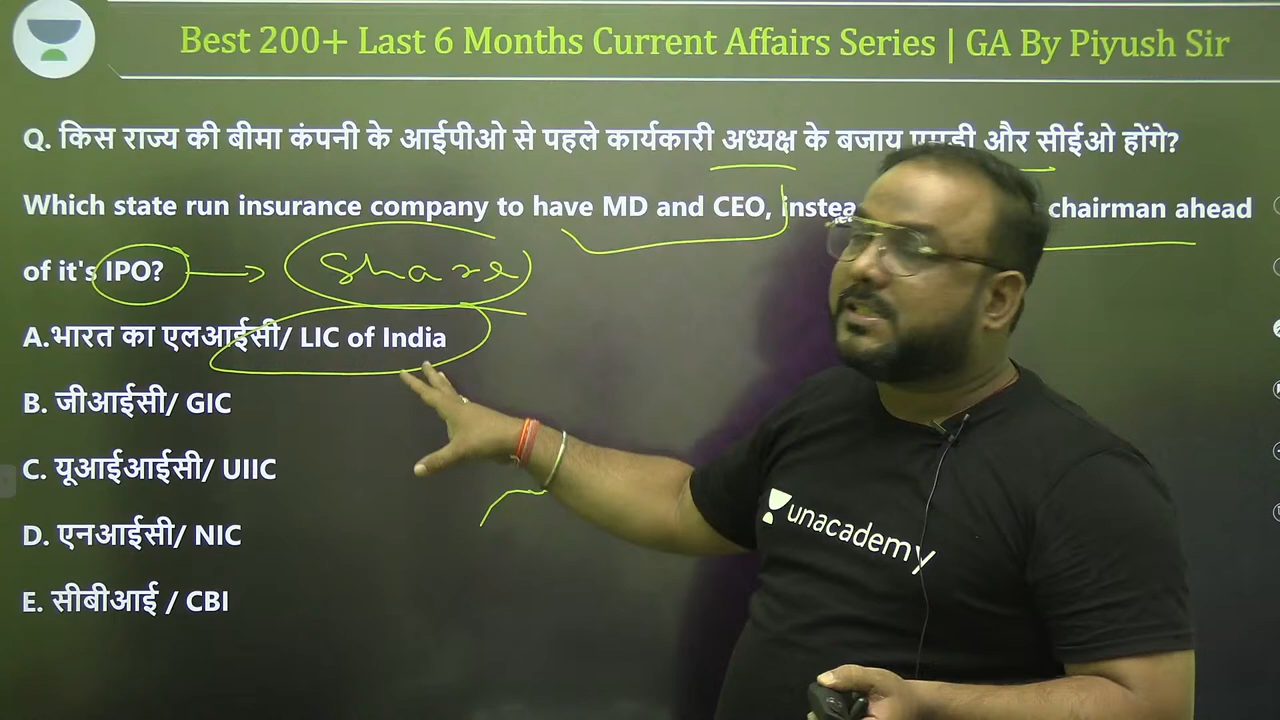 Best 200+ Last 6 Months Current Affairs Series | GA By Piyush Sir
Q. किस राज्य की बीमा कंपनी के आईपीओ से पहले कार्यकारी अध्यक्ष के बजाय और सीईओ होंगे?
Which state run insurance company to have MD and CEO, chairman ahead
of it's IPO? Share
A.भारत का एलआईसी/ LIC of India
B. जीआईसी/ GIC
C. यूआईआईसी/ UIIC
D. एनआईसी/ NIC
E. सीबीआई / CBI
unacademy